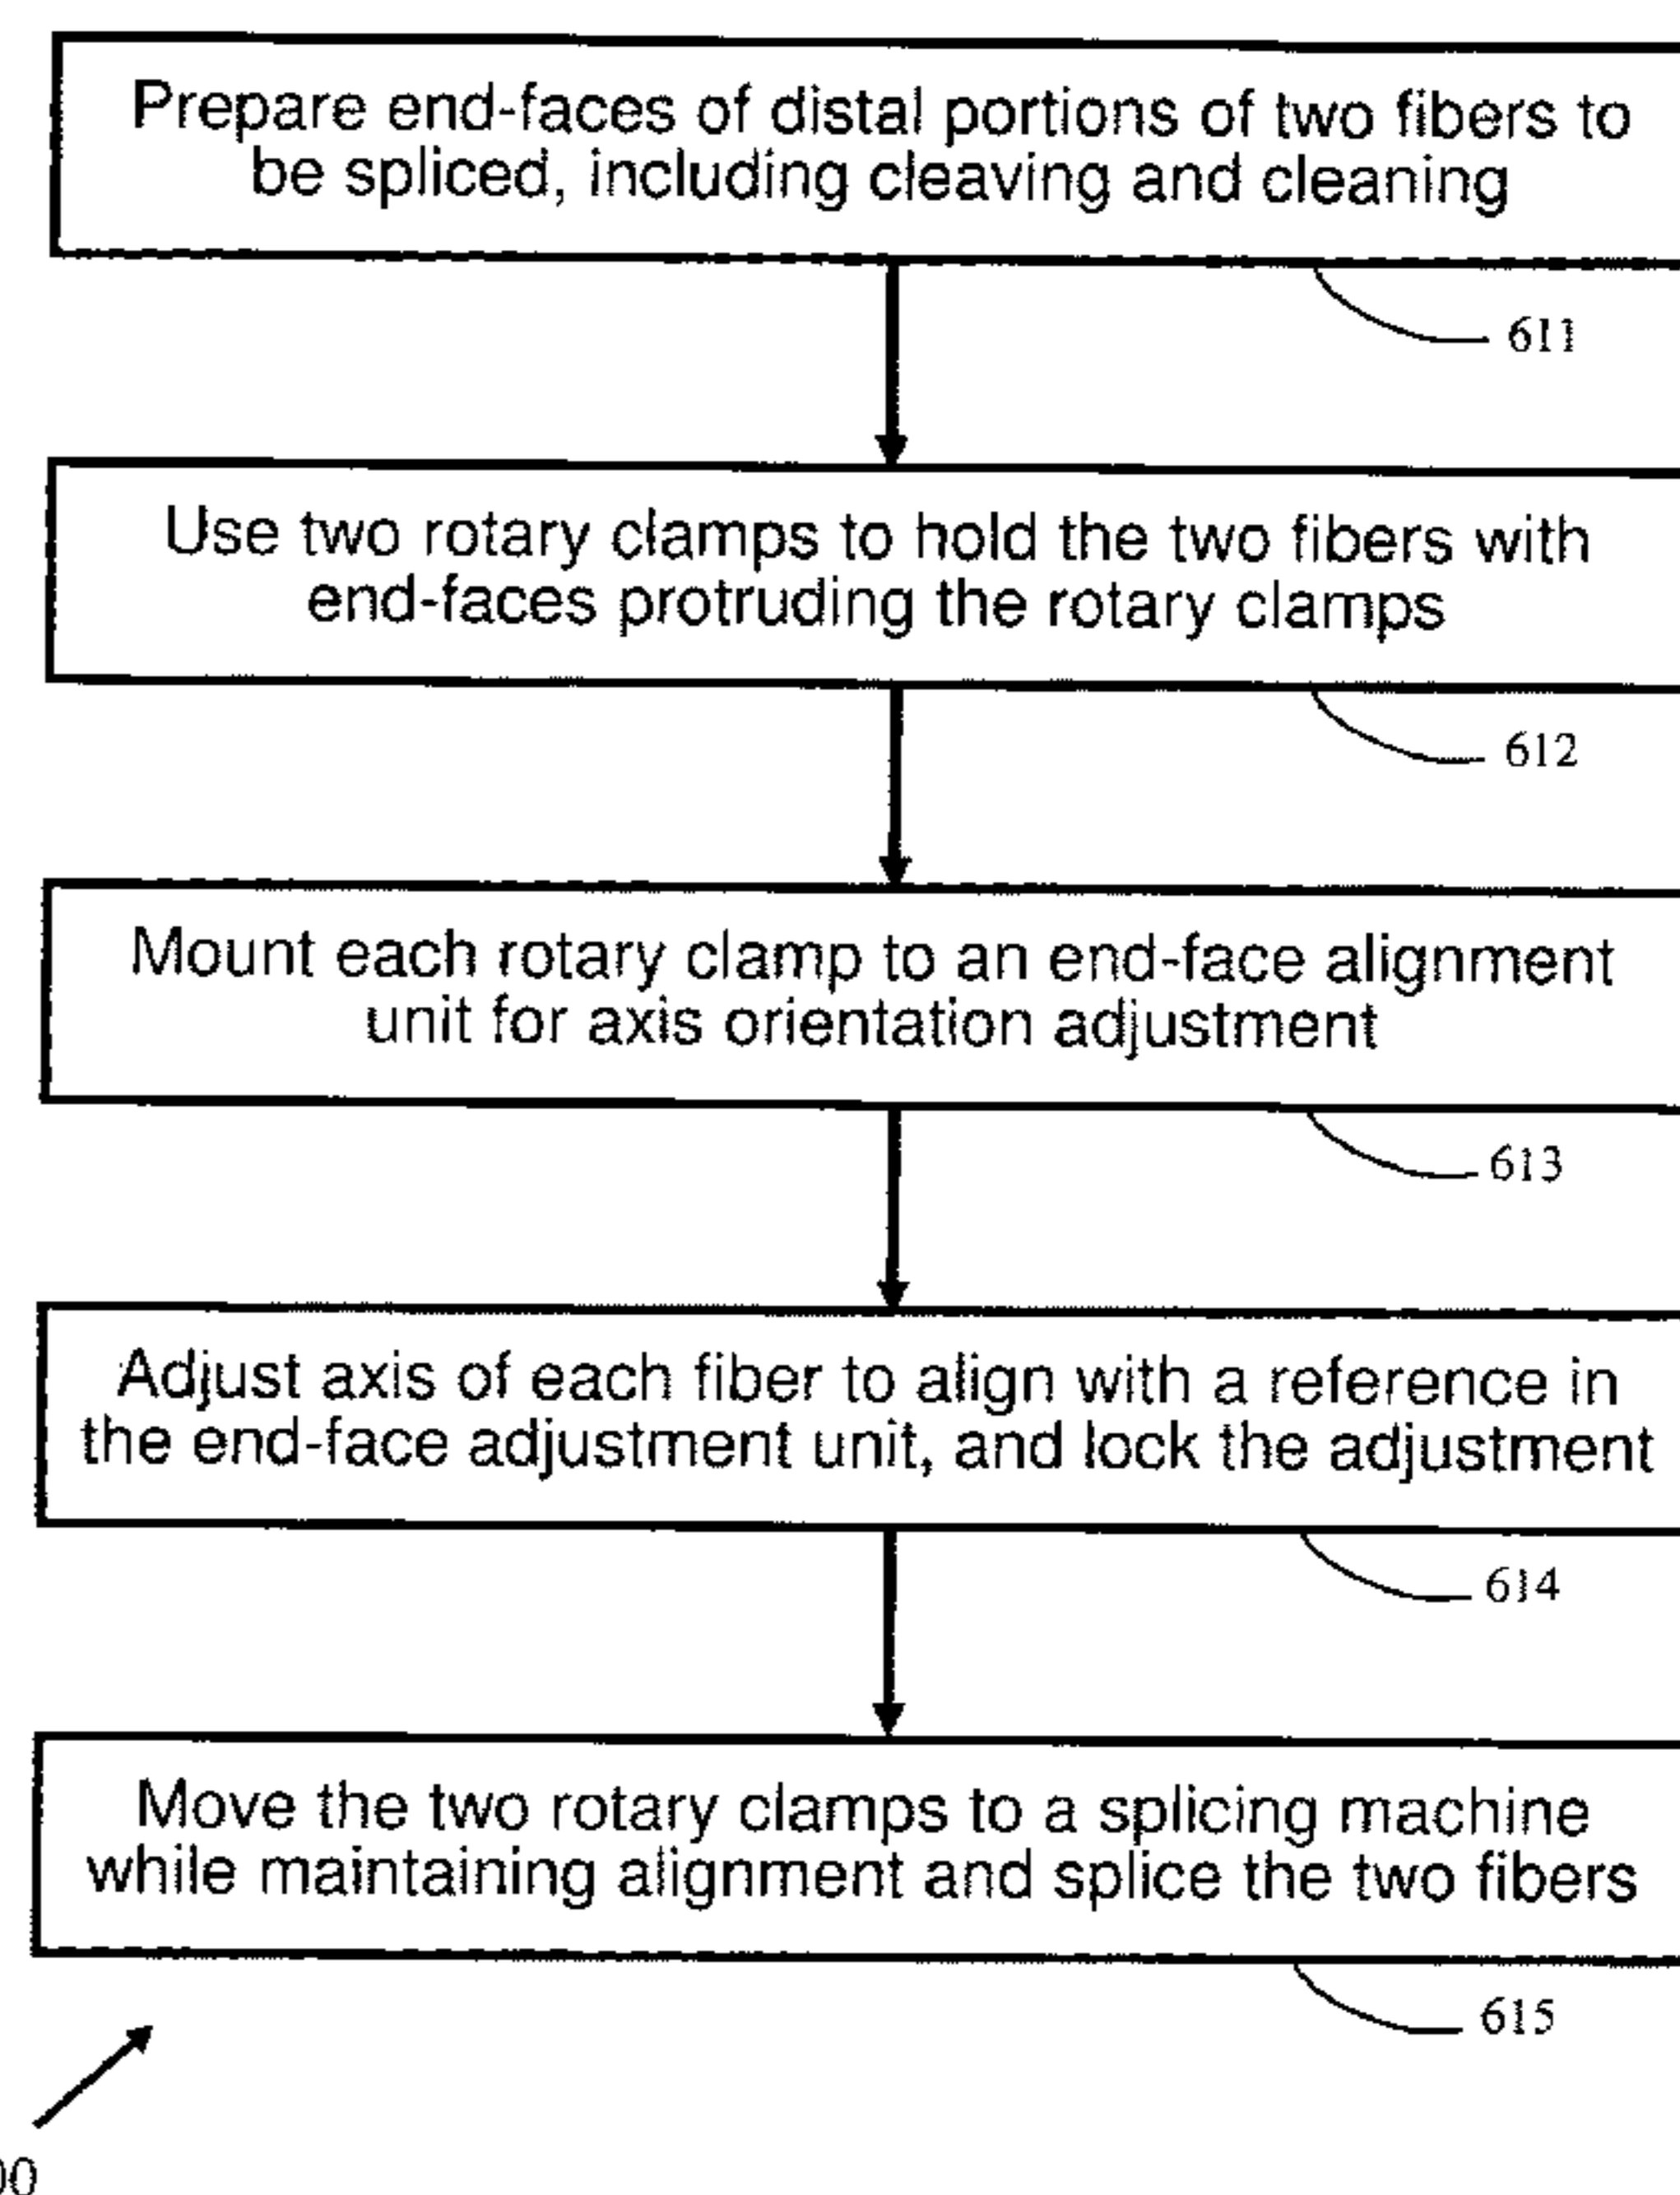 Prepare end-faces of distal portions of two fibers to
be spliced, including cleaving and cleaning
611
Use two rotary clamps to hold the two fibers with
end-faces protruding the rotary clamps
612
Mount each rotary clamp to an end-face alignment
unit for axis orientation adjustment
613
Adjust axis of each fiber to align with a reference in
the end-face adjustment unit, and lock the adjustment
614
Move the two rotary clamps to a splicing machine
while maintaining alignment and splice the two fibers
615